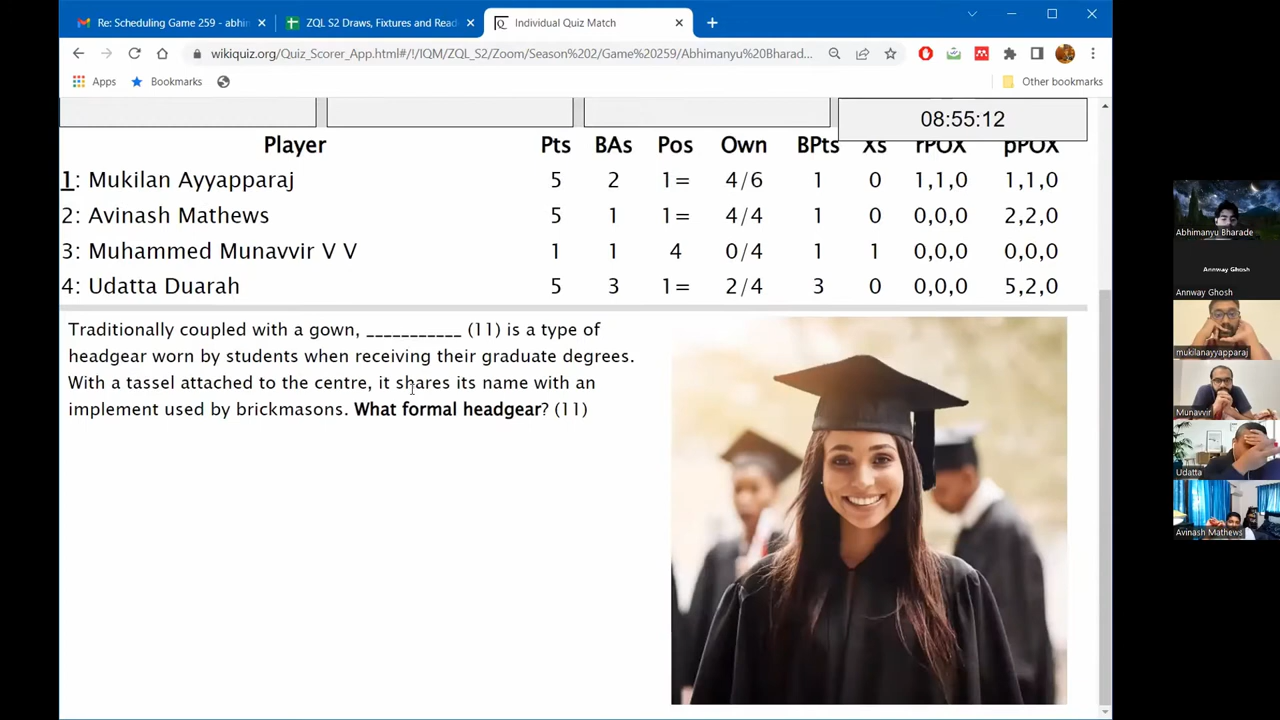 Re: Scheduling Game 259 - abhin
ZQL S2 Draws, Fixtures and Read
Individual Quiz Match
wikiquiz.org/Quiz_Scorer_App.html#/!/IQM/ZQL_S2/Zoom/Season%202/Game%20259/Abhimanyu%20Bharad...
Apps
Bookmarks
Other bookmarks
08:55:12
Player Pts BAs Pos Own BPts Xs rPOX pPOX
1: Mukilan Ayyapparaj 5 2 1= 4/6 1 0 1,1,0 1,1,0
2: Avinash Mathews 5 1 1= 4/4 1 0 0,0,0 2,2,0
3: Muhammed Munavvir V V 1 1 4 0/4 1 1 0,0,0 0,0,0
4: Udatta Duarah 5 3 1= 2/4 3 0 0,0,0 5,2,0
Traditionally coupled with a gown, ___________ (11) is a type of
headgear worn by students when receiving their graduate degrees.
With a tassel attached to the centre, it shares its name with an
implement used by brickmasons. What formal headgear? (11)
Abhimanyu Bharade
Annway Ghosh
Annway Ghosh
mukilanayyapparaj
Munavvir
Udatta
Avinash Mathews